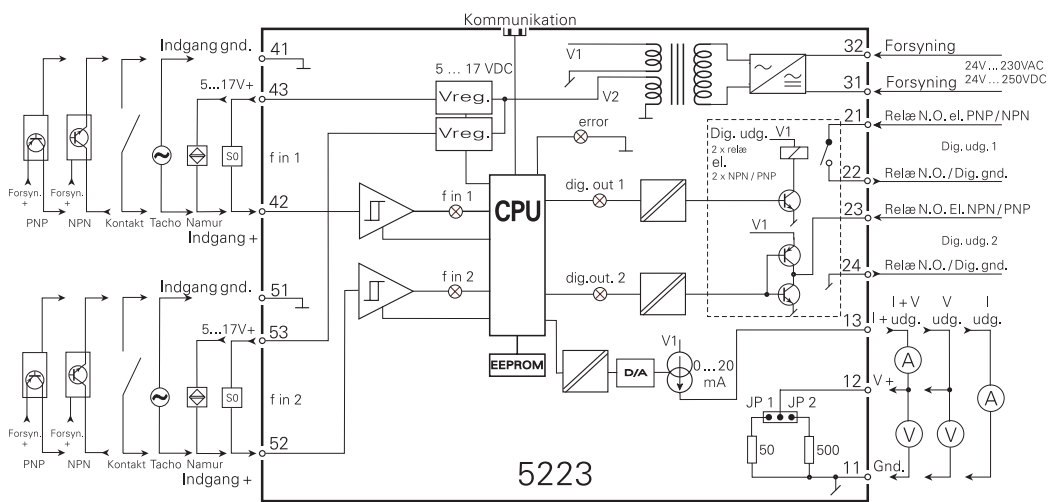 Kommunikation
Indgang gnd. 41
5 ... 17 VDC
V1
32 Forsyning
24V...230VAC
24V...250VDC
31 Forsyning
5...17V+ 43
Vreg.
V2
Vreg.
error
21 Relæ N.O. el. PNP/NPN
Dig. udg. V1
2 x relæ
el.
2 x NPN / PNP
Dig. udg. 1
S0
f in 1
22 Relæ N.O./Dig. gnd.
Forsyn. +
Forsyn. +
PNP NPN Kontakt Tacho Namur
42
Indgang +
f in 1
CPU
dig. out 1
23 Relæ N.O. El. NPN/PNP
V1
Dig. udg. 2
Indgang gnd. 51
f in 2
dig.out. 2
24 Relæ N.O./Dig. gnd.
5...17V+ 53
13 I + udg.
I + V
V udg.
I udg.
EEPROM
D/A
V1
0...20 mA
A
12 V +
JP 1 JP 2
A
S0
f in 2
Forsyn. +
Forsyn. +
PNP NPN Kontakt Tacho Namur
52
Indgang +
50
500
V
V
11 Gnd.
5223